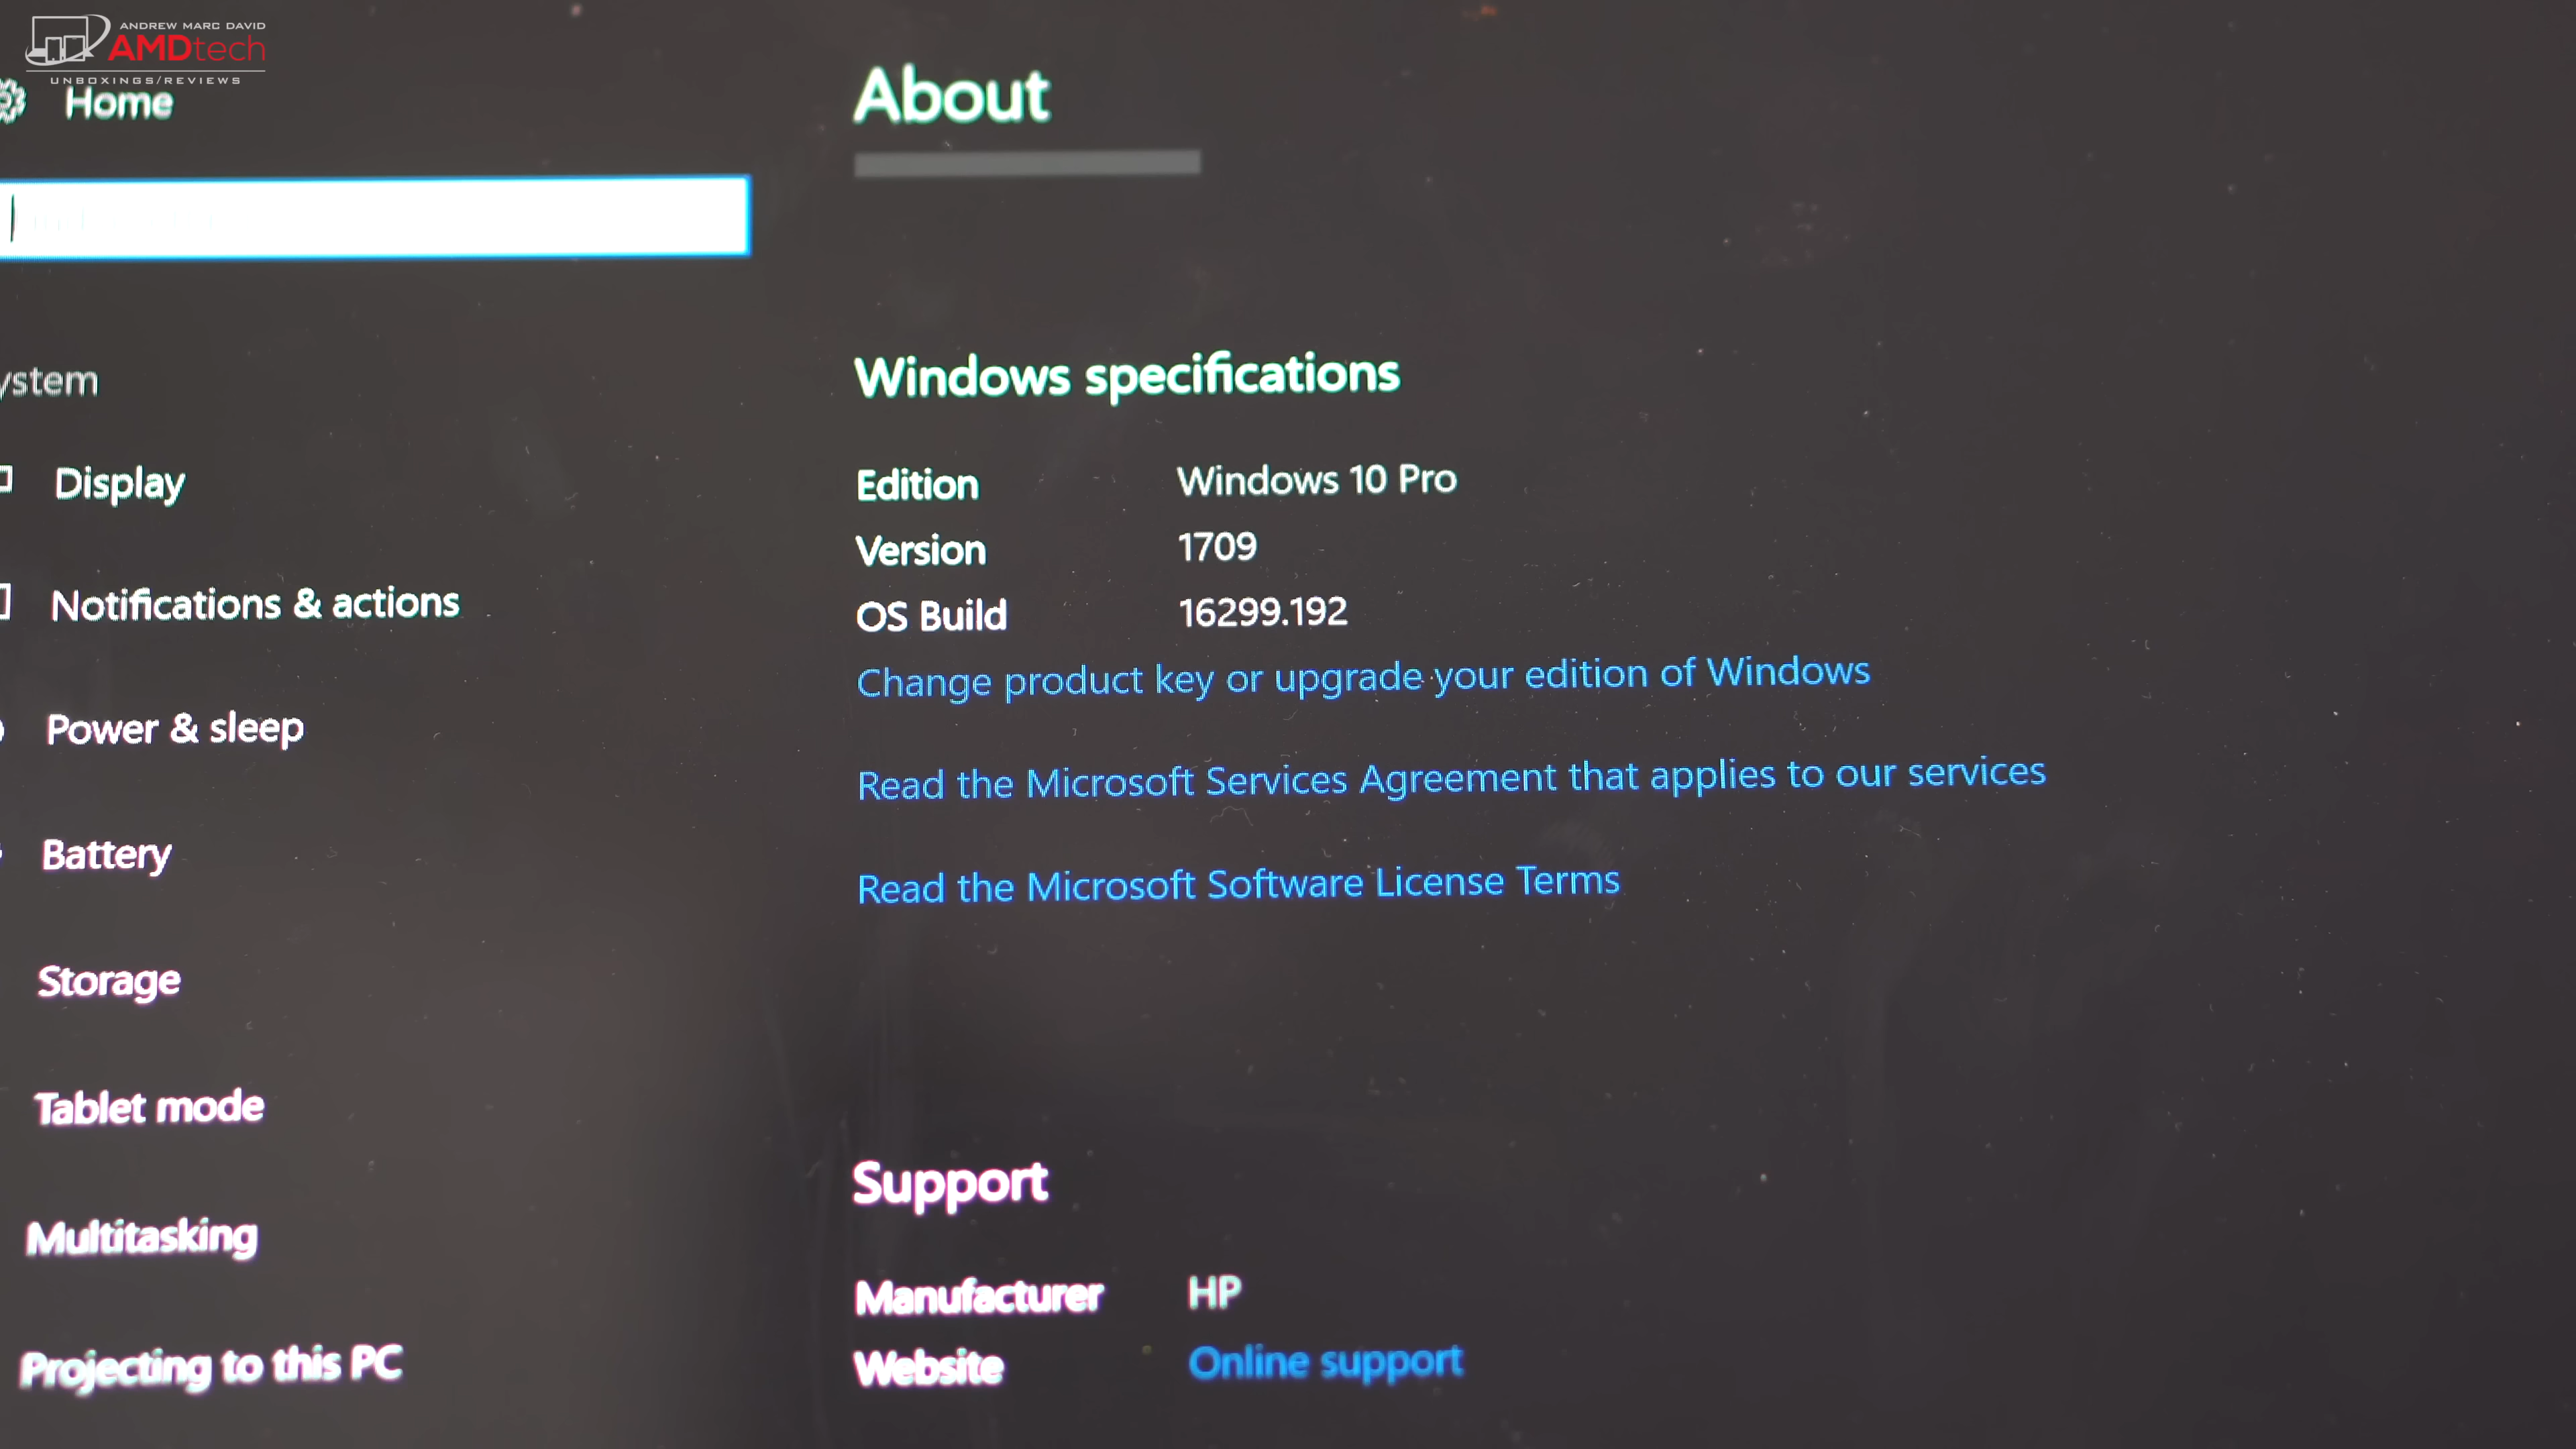 ANDREW MARC DAVID
AMDtech
UNBOXINGS/REVIEWS
Home
ystem
Display
Notifications & actions
Power & sleep
Battery
Storage
Tablet mode
Multitasking
Projecting to this PC
About
Windows specifications
Edition Windows 10 Pro
Version 1709
OS Build 16299.192
Change product key or upgrade your edition of Windows
Read the Microsoft Services Agreement that applies to our services
Read the Microsoft Software License Terms
Support
Manufacturer HP
Website Online support